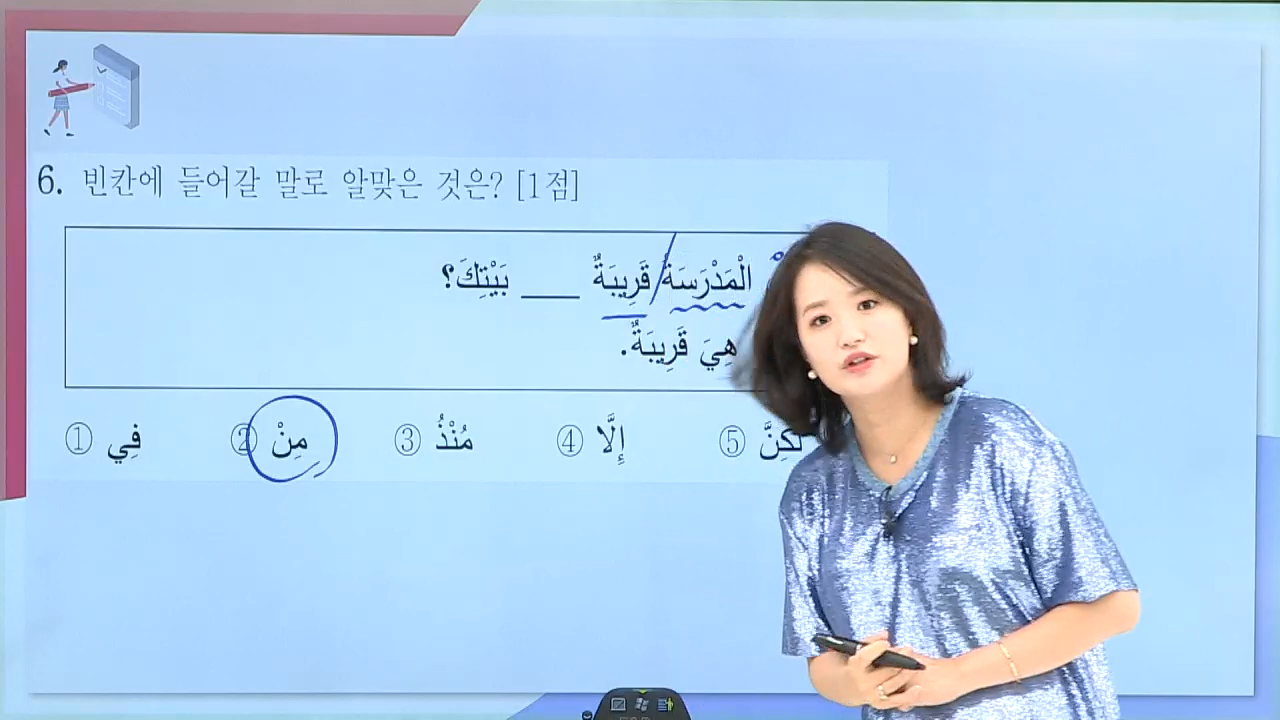 6. 빈칸에 들어갈 말로 알맞은 것은? [1점]
الْمَدْرَسَةُ قَرِيبَةٌ ____ بَيْتِكَ؟
هِيَ قَرِيبَةٌ.
① فِي ② مِنْ ③ مُنْذُ ④ إِلَّا ⑤ لَكِنَّ